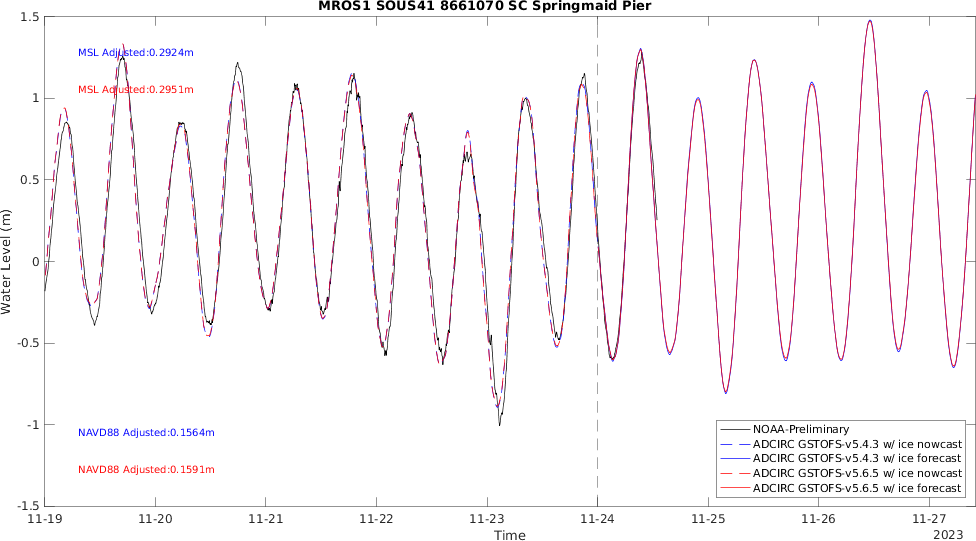 MROS1 SOUS41 8661070 SC Springmaid Pier
1.5
1
0.5
0
-0.5
-1
-1.5
Water Level (m)
MSL Adjusted:0.2924m
MSL Adjusted:0.2951m
NAVD88 Adjusted:0.1564m
NAVD88 Adjusted:0.1591m
NOAA-Preliminary
ADCIRC GSTOFS-v5.4.3 w/ ice nowcast
ADCIRC GSTOFS-v5.4.3 w/ ice forecast
ADCIRC GSTOFS-v5.6.5 w/ ice nowcast
ADCIRC GSTOFS-v5.6.5 w/ ice forecast
11-19 11-20 11-21 11-22 11-23 11-24 11-25 11-26 11-27
Time
2023